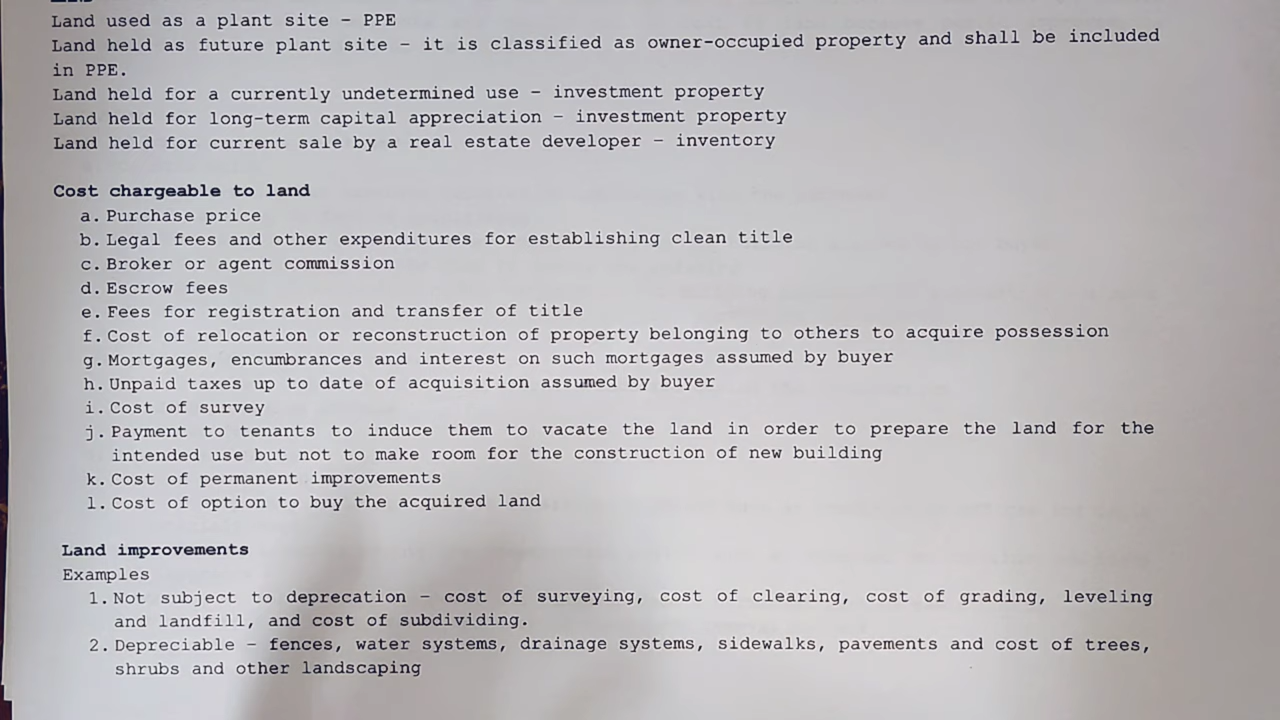 Land used as a plant site – PPE
Land held as future plant site – it is classified as owner-occupied property and shall be included
in PPE.
Land held for a currently undetermined use – investment property
Land held for long-term capital appreciation – investment property
Land held for current sale by a real estate developer – inventory
Cost chargeable to land
a. Purchase price
b. Legal fees and other expenditures for establishing clean title
c. Broker or agent commission
d. Escrow fees
e. Fees for registration and transfer of title
f. Cost of relocation or reconstruction of property belonging to others to acquire possession
g. Mortgages, encumbrances and interest on such mortgages assumed by buyer
h. Unpaid taxes up to date of acquisition assumed by buyer
i. Cost of survey
j. Payment to tenants to induce them to vacate the land in order to prepare the land for the
intended use but not to make room for the construction of new building
k. Cost of permanent improvements
l. Cost of option to buy the acquired land
Land improvements
Examples
1. Not subject to deprecation – cost of surveying, cost of clearing, cost of grading, leveling
and landfill, and cost of subdividing.
2. Depreciable – fences, water systems, drainage systems, sidewalks, pavements and cost of trees,
shrubs and other landscaping